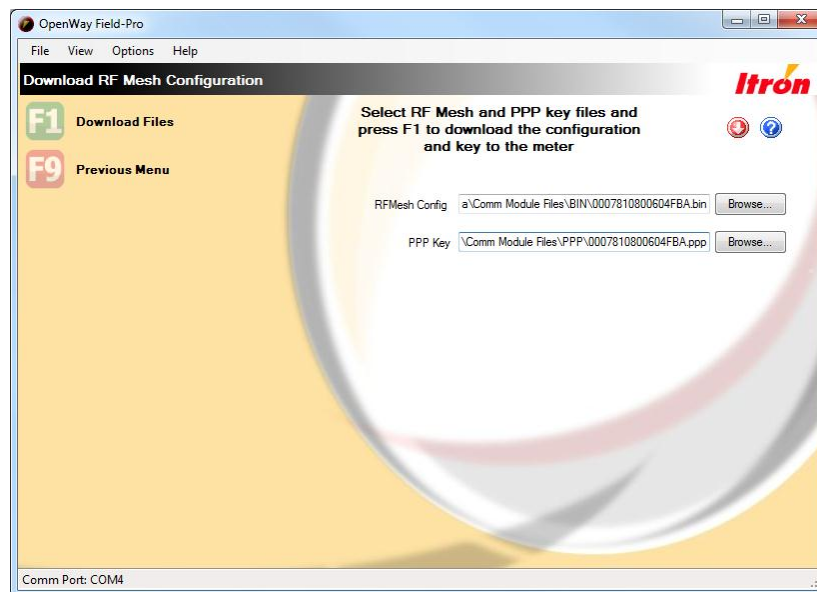 OpenWay Field-Pro
File View Options Help
Download RF Mesh Configuration
Itrón
F1 Download Files
F9 Previous Menu
Select RF Mesh and PPP key files and
press F1 to download the configuration
and key to the meter
RFMesh Config a\Comm Module Files\BIN\0007810800604FBA.bin Browse...
PPP Key \Comm Module Files\PPP\0007810800604FBA.ppp Browse...
Comm Port: COM4